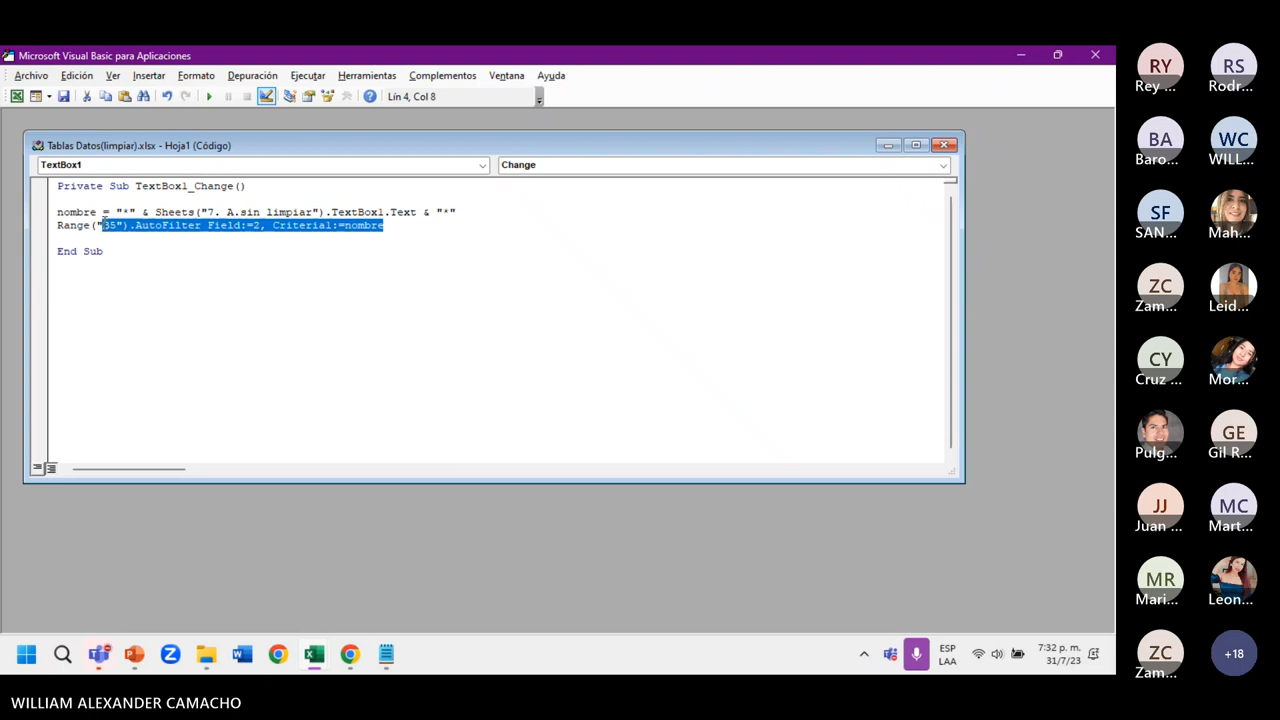 Microsoft Visual Basic para Aplicaciones
Archivo Edición Ver Insertar Formato Depuración Ejecutar Herramientas Complementos Ventana Ayuda
Lín 4, Col 8
Tablas Datos(limpiar).xlsx - Hoja1 (Código)
TextBox1 Change
Private Sub TextBox1_Change()
nombre = "*" & Sheets("7. A.sin limpiar").TextBox1.Text & "*"
Range("B5").AutoFilter Field:=2, Criteria1:=nombre
End Sub
RY RS
Rey ... Rodr...
BA WC
Baro... WILL...
SF
SAN... Mah...
ZC
Zam... Leid...
CY
Cruz ... Mor...
GE
Pulg... Gil R...
JJ MC
Juan ... Mart...
MR
Mari... Leon...
ZC +18
Zam...
ESP
LAA
7:32 p. m.
31/7/23
WILLIAM ALEXANDER CAMACHO